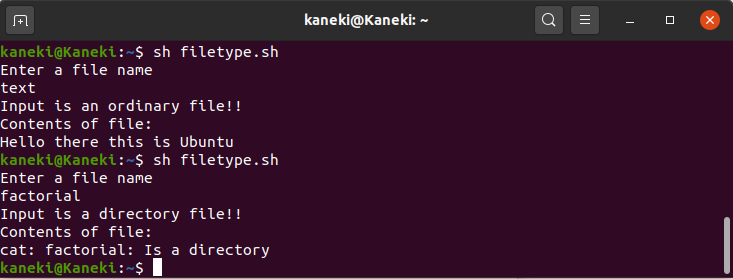 kaneki@Kaneki: ~
kaneki@Kaneki:~$ sh filetype.sh
Enter a file name
text
Input is an ordinary file!!
Contents of file:
Hello there this is Ubuntu
kaneki@Kaneki:~$ sh filetype.sh
Enter a file name
factorial
Input is a directory file!!
Contents of file:
cat: factorial: Is a directory
kaneki@Kaneki:~$